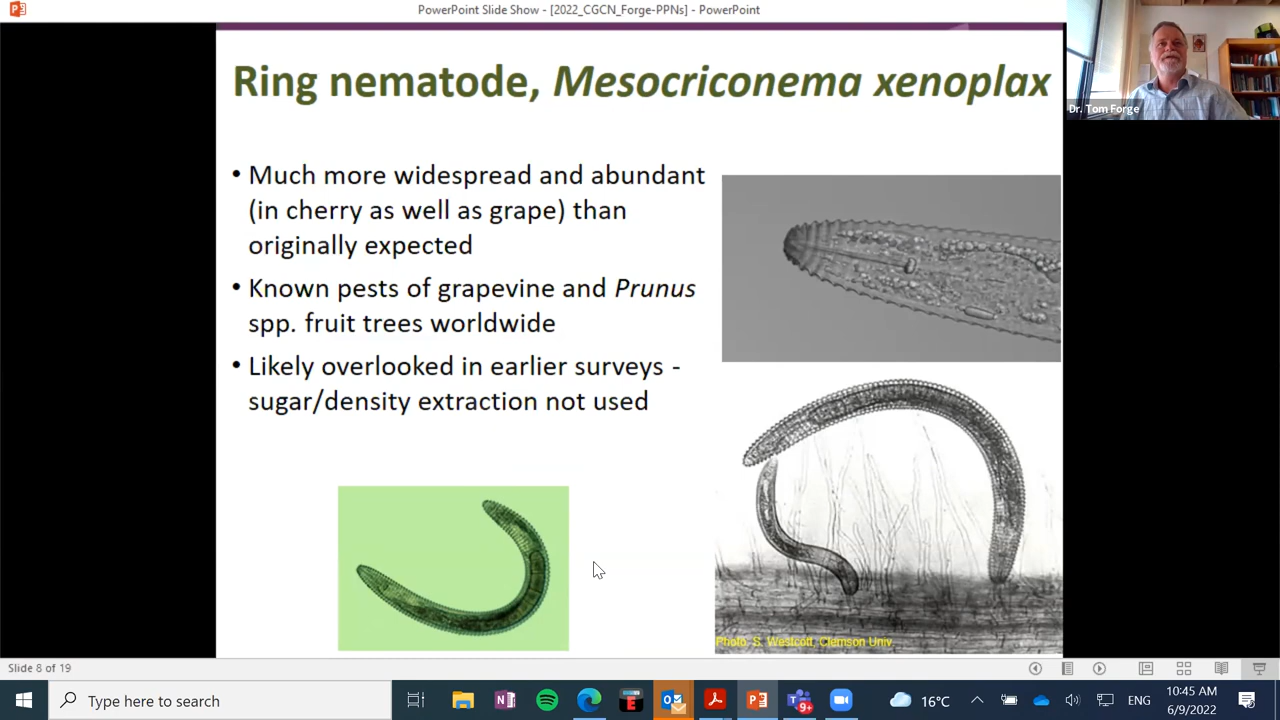 PowerPoint Slide Show - [2022_CGCN_Forge-PPNs] - PowerPoint
Ring nematode, Mesocriconema xenoplax
Dr. Tom Forge
• Much more widespread and abundant
(in cherry as well as grape) than
originally expected
• Known pests of grapevine and Prunus
spp. fruit trees worldwide
• Likely overlooked in earlier surveys -
sugar/density extraction not used
Photo. S. Westcott, Clemson Univ.
Slide 8 of 19
Type here to search
9+
16°C
ENG
10:45 AM
6/9/2022